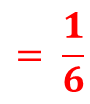 = 1/6